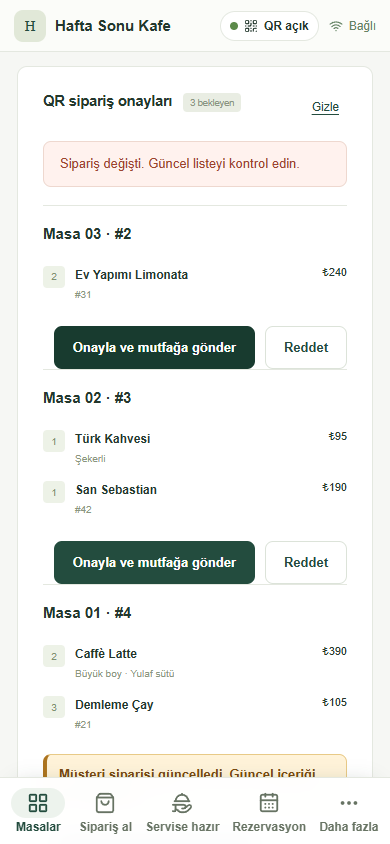 H
Hafta Sonu Kafe
QR açık
Bağlı
QR sipariş onayları
3 bekleyen
Gizle
Sipariş değişti. Güncel listeyi kontrol edin.
Masa 03 · #2
2 Ev Yapımı Limonata ₺240
#31
Onayla ve mutfağa gönder
Reddet
Masa 02 · #3
1 Türk Kahvesi ₺95
Şekerli
1 San Sebastian ₺190
#42
Onayla ve mutfağa gönder
Reddet
Masa 01 · #4
2 Caffè Latte ₺390
Büyük boy · Yulaf sütü
3 Demleme Çay ₺105
#21
Müşteri siparişi güncelledi. Güncel içeriği
Masalar
Sipariş al
Servise hazır
Rezervasyon
Daha fazla